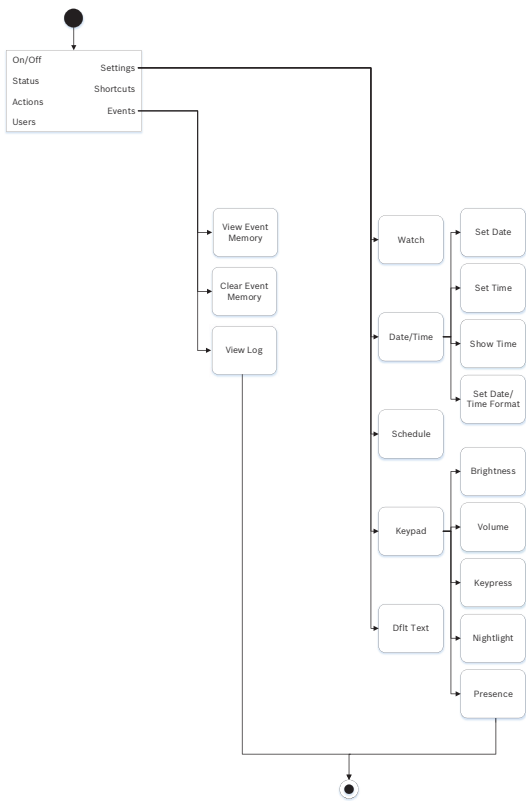 On/Off
Status
Actions
Users
Settings
Shortcuts
Events
View Event
Memory
Clear Event
Memory
View Log
Watch
Date/Time
Schedule
Keypad
Dflt Text
Set Date
Set Time
Show Time
Set Date/
Time Format
Brightness
Volume
Keypress
Nightlight
Presence